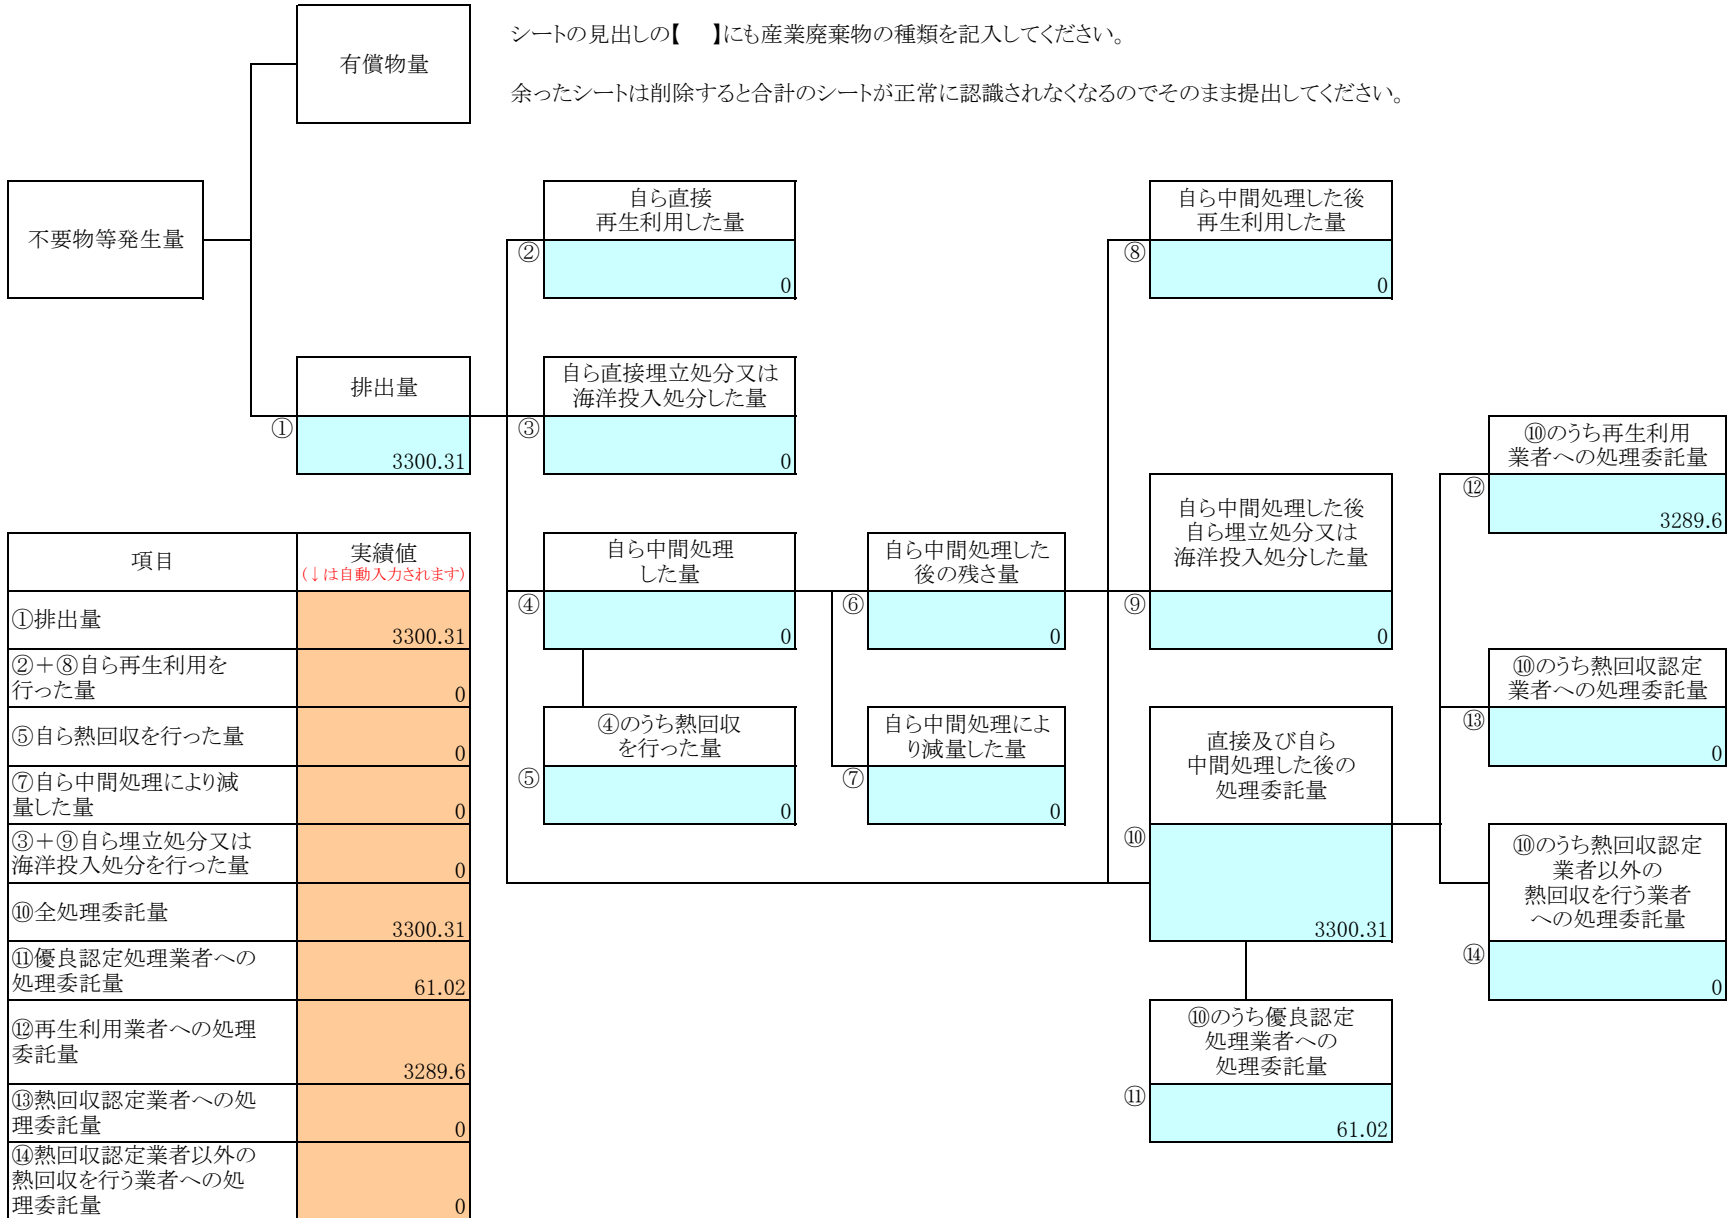 シートの見出しの【　】にも産業廃棄物の種類を記入してください。
余ったシートは削除すると合計のシートが正常に認識されなくなるのでそのまま提出してください。
有償物量
不要物等発生量
排出量
①
3300.31
自ら直接
再生利用した量
②
0
自ら直接埋立処分又は
海洋投入処分した量
③
0
自ら中間処理
した量
④
0
④のうち熱回収
を行った量
⑤
0
自ら中間処理した
後の残さ量
⑥
0
自ら中間処理によ
り減量した量
⑦
0
自ら中間処理した後
再生利用した量
⑧
0
自ら中間処理した後
自ら埋立処分又は
海洋投入処分した量
⑨
0
直接及び自ら
中間処理した後の
処理委託量
⑩
3300.31
⑩のうち優良認定
処理業者への
処理委託量
⑪
61.02
⑩のうち再生利用
業者への処理委託量
⑫
3289.6
⑩のうち熱回収認定
業者への処理委託量
⑬
0
⑩のうち熱回収認定
業者以外の
熱回収を行う業者
への処理委託量
⑭
0
項目
実績値
(↓は自動入力されます)
①排出量
3300.31
②+⑧自ら再生利用を
行った量
0
⑤自ら熱回収を行った量
0
⑦自ら中間処理により減
量した量
0
③+⑨自ら埋立処分又は
海洋投入処分を行った量
0
⑩全処理委託量
3300.31
⑪優良認定処理業者への
処理委託量
61.02
⑫再生利用業者への処理
委託量
3289.6
⑬熱回収認定業者への処
理委託量
0
⑭熱回収認定業者以外の
熱回収を行う業者への処
理委託量
0